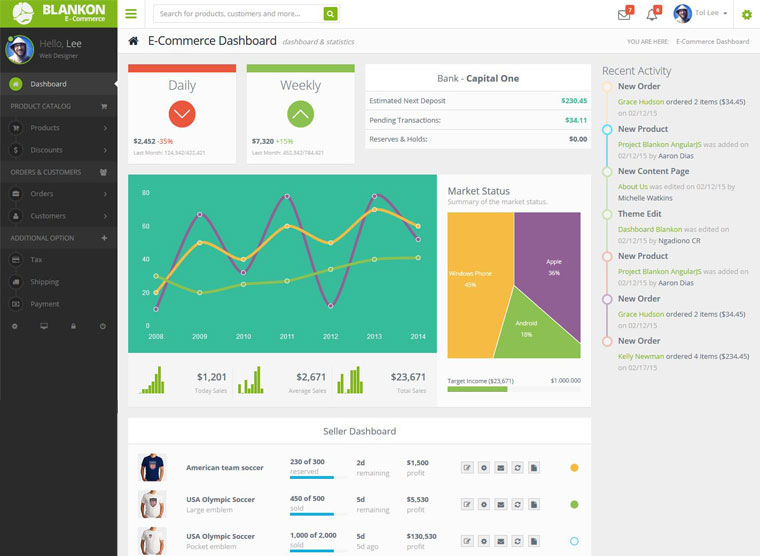 BLANKON
E- Commerce
Search for products, customers and more...
7
6
Tol Lee
Hello, Lee
Web Designer
Dashboard
PRODUCT CATALOG
Products
Discounts
ORDERS & CUSTOMERS
Orders
Customers
ADDITIONAL OPTION
Tax
Shipping
Payment
E-Commerce Dashboard dashboard & statistics
YOU ARE HERE: E-Commerce Dashboard
Daily
$2,452 -35%
Last Month: 124,342/422,421
Weekly
$7,320 +15%
Last Month: 462,342/784,421
Bank - Capital One
Estimated Next Deposit $230.45
Pending Transactions: $34.11
Reserves & Holds: $0.00
80
60
40
20
0
2008 2009 2010 2011 2012 2013 2014
$1,201
Today Sales
$2,671
Average Sales
$23,671
Total Sales
Market Status
Summary of the market status.
Windows Phone
45%
Apple
36%
Android
18%
Target Income ($23,671) $1.000.000
Recent Activity
New Order
Grace Hudson ordered 2 items ($34.45)
on 02/12/15
New Product
Project Blankon AngularJS was added on
02/12/15 by Aaron Dias
New Content Page
About Us was edited on 02/12/15 by
Michelle Watkins
Theme Edit
Dashboard Blankon was edited on
02/12/15 by Ngadiono CR
New Product
Project Blankon AngularJS was added on
02/12/15 by Aaron Dias
New Order
Grace Hudson ordered 2 items ($34.45)
on 02/12/15
New Order
Kelly Newman ordered 4 items ($234.45)
on 02/17/15
Seller Dashboard
American team soccer
230 of 300
reserved
2d
remaining
$1,500
profit
USA Olympic Soccer
Large emblem
450 of 500
sold
5d
remaining
$5,530
profit
USA Olympic Soccer
Pocket emblem
1,000 of 2,000
sold
5d
5d ago
$130,530
profit